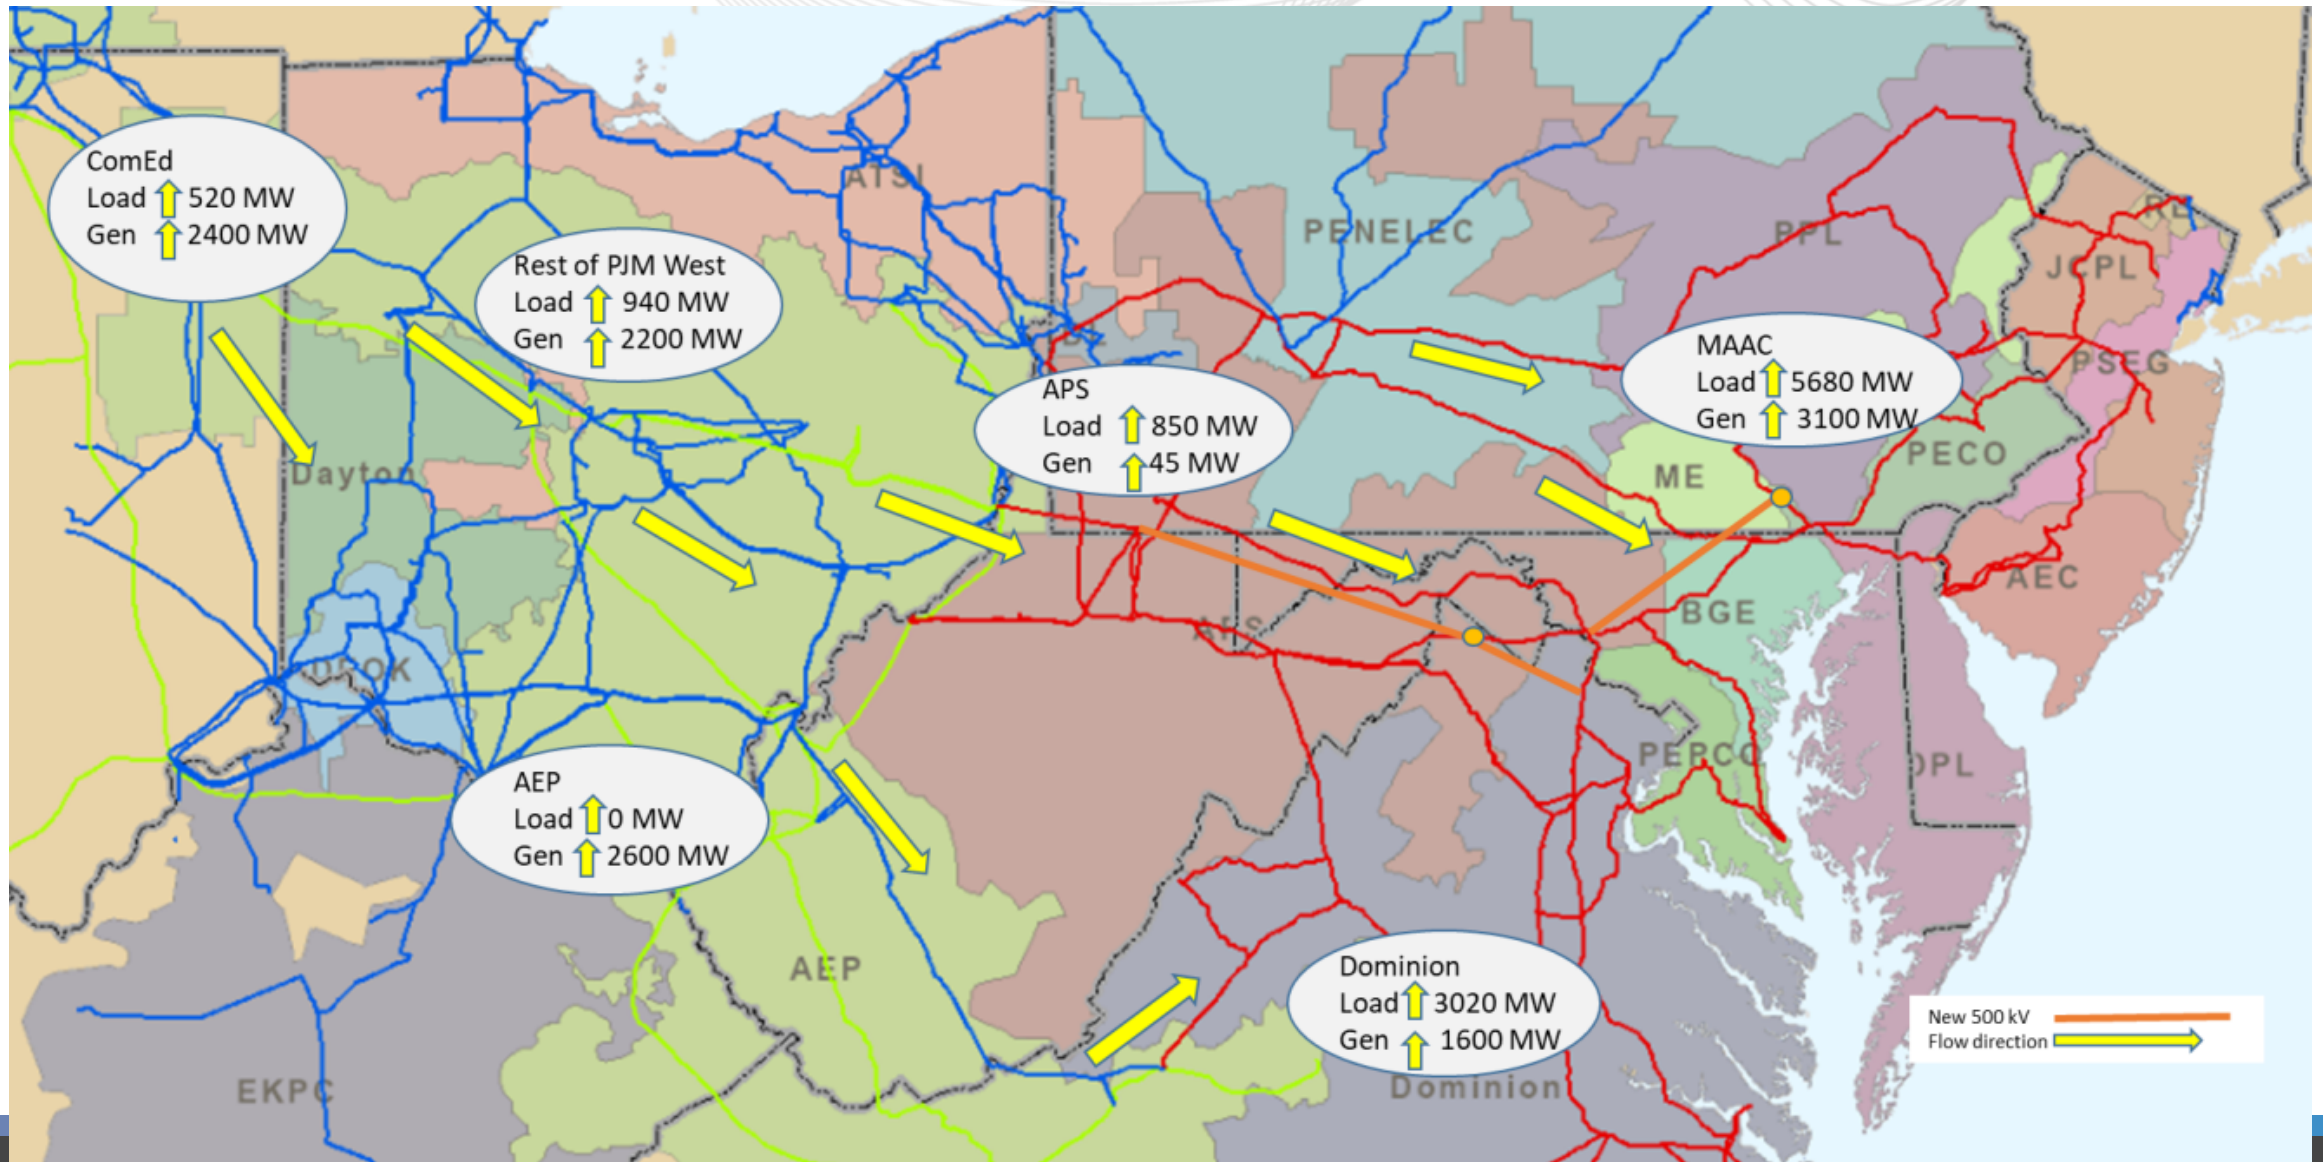 ComEd
Load 520 MW
Gen 2400 MW
Rest of PJM West
Load 940 MW
Gen 2200 MW
MAAC
Load 5680 MW
Gen 3100 MW
APS
Load 850 MW
Gen 45 MW
AEP
Load 0 MW
Gen 2600 MW
Dominion
Load 3020 MW
Gen 1600 MW
ATSI
PENELEC
PPL
JCPL
PSEG
Dayton
ME
PECO
AEC
BGE
APS
PEPCO
DPL
AEP
EKPC
Dominion
New 500 kV
Flow direction